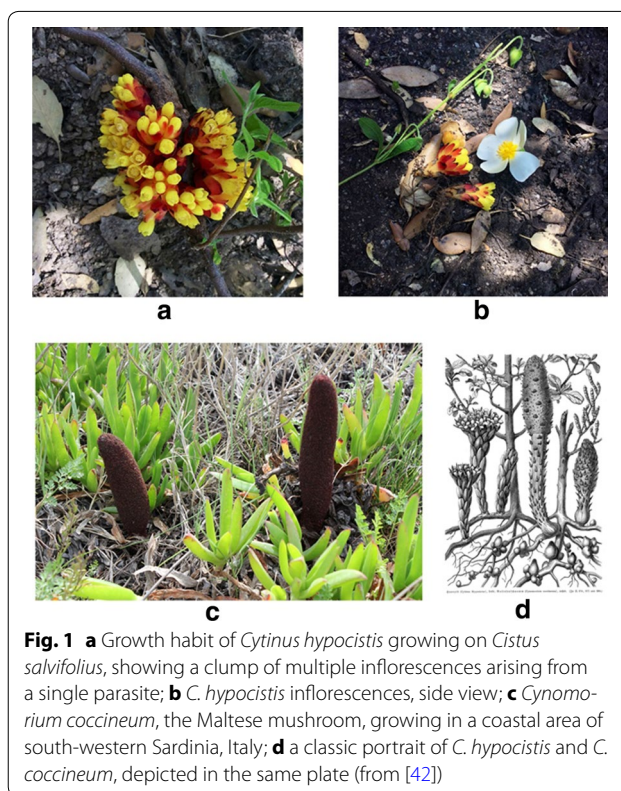 a
b
c
d
Fig. 1 a Growth habit of Cytinus hypocistis growing on Cistus
salvifolius, showing a clump of multiple inflorescences arising from
a single parasite; b C. hypocistis inflorescences, side view; c Cynomo-
rium coccineum, the Maltese mushroom, growing in a coastal area of
south-western Sardinia, Italy; d a classic portrait of C. hypocistis and C.
coccineum, depicted in the same plate (from [42])